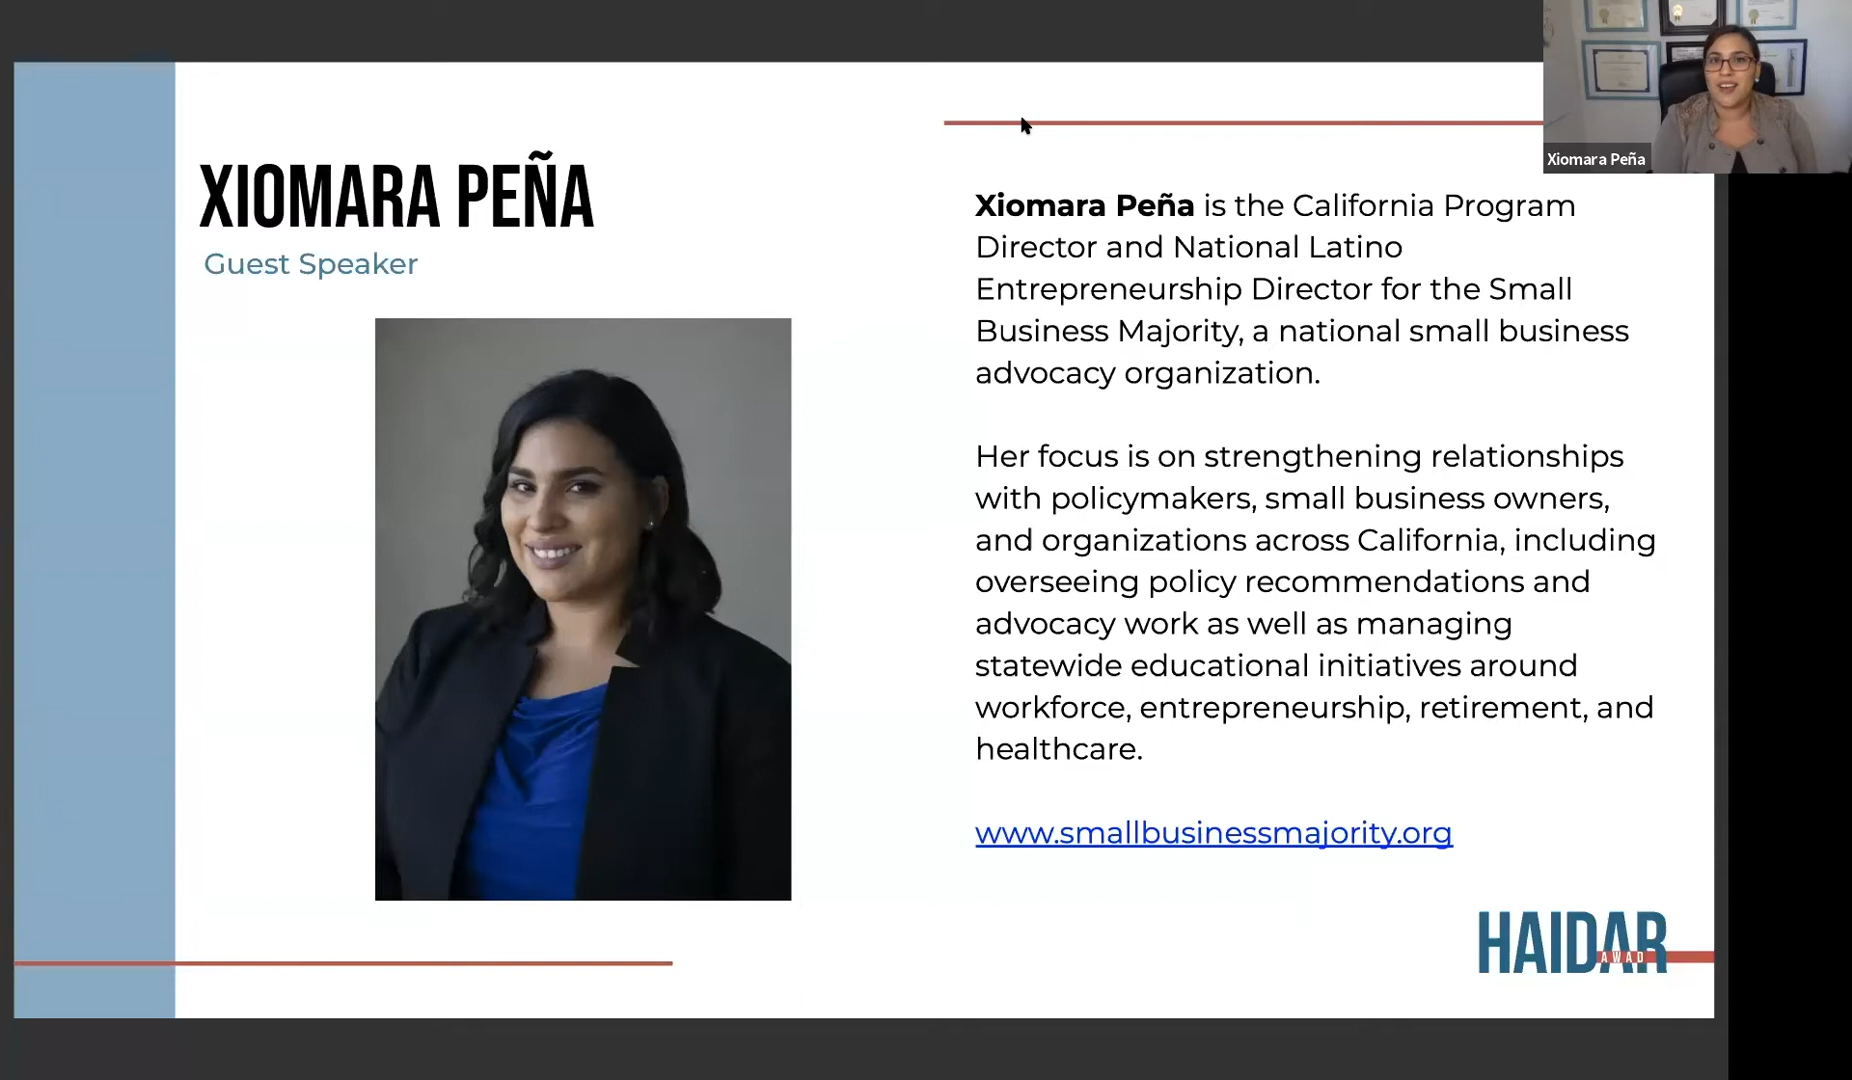 XIOMARA PEÑA
Guest Speaker
Xiomara Peña is the California Program
Director and National Latino
Entrepreneurship Director for the Small
Business Majority, a national small business
advocacy organization.
Her focus is on strengthening relationships
with policymakers, small business owners,
and organizations across California, including
overseeing policy recommendations and
advocacy work as well as managing
statewide educational initiatives around
workforce, entrepreneurship, retirement, and
healthcare.
www.smallbusinessmajority.org
HAIDAR
AWAD
Xiomara Peña